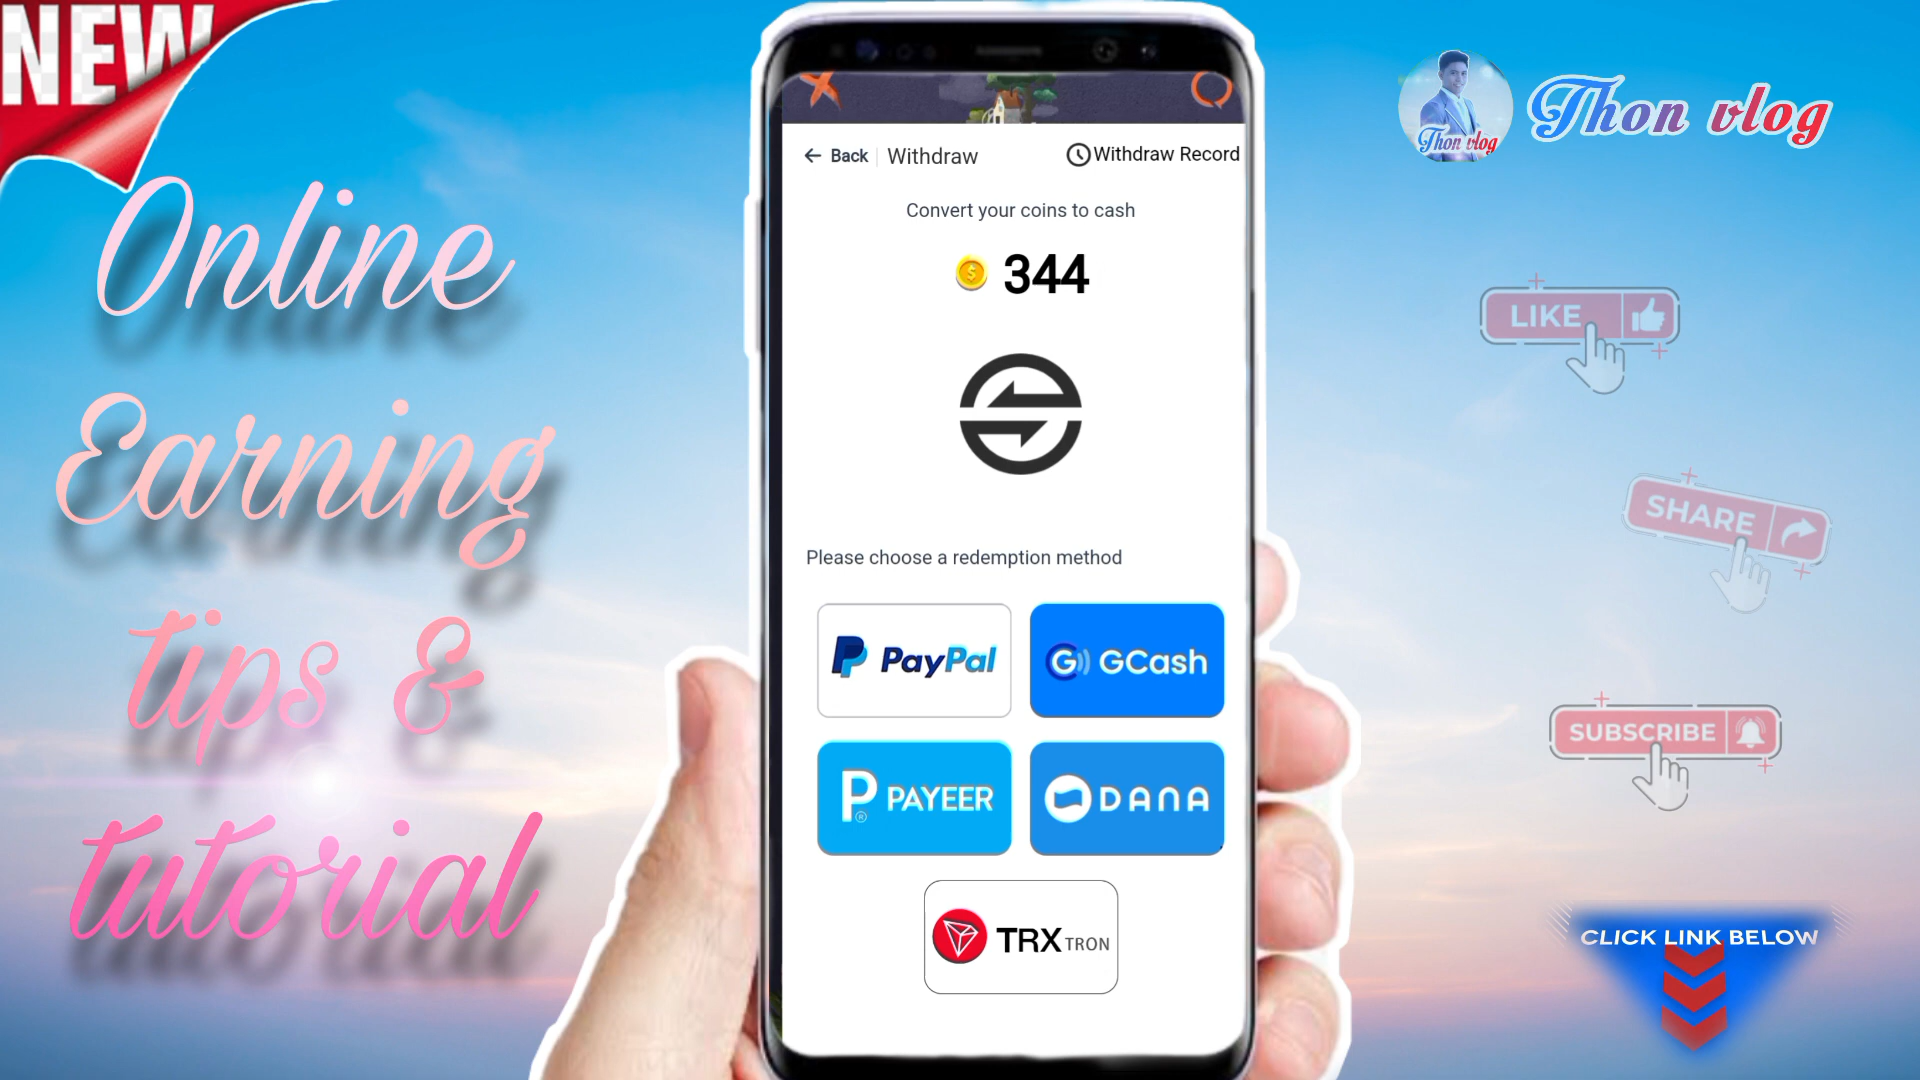 NEW
Online
Earning
tips &
tutorial
Back
Withdraw
Withdraw Record
Convert your coins to cash
344
Please choose a redemption method
PayPal
G GCash
PAYEER
DANA
TRX TRON
Thon vlog
Thon vlog
LIKE
SHARE
SUBSCRIBE
CLICK LINK BELOW